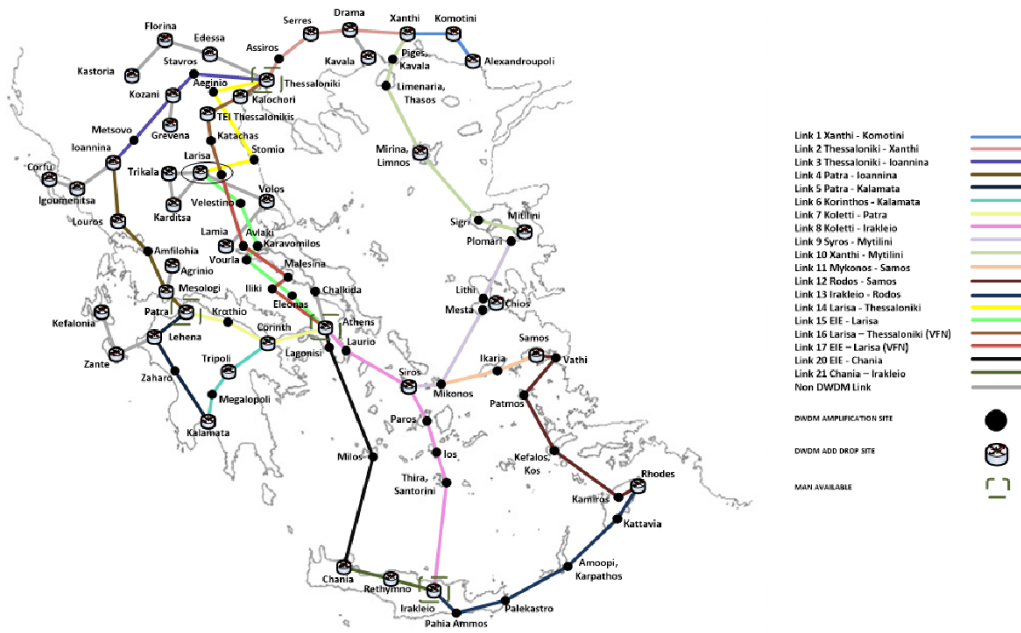 Drama
Xanthi
Komotini
Serres
Florina
Edessa
Assiros
Stavros
Kavala
Piges,
Kavala
Alexandroupoli
Kastoria
Aeginio
Thessaloniki
Limenaria,
Thasos
Kozani
Kalochori
TEI Thessalonikis
Grevena
Katachas
Metsovo
Mirina,
Limnos
Ioannina
Larisa
Stomio
Trikala
Corfu
Igoumenitsa
Volos
Velestino
Karditsa
Sigri
Mitilini
Louros
Lamia
Avlaki
Plomari
Karavomilos
Amfilohia
Vourla
Malesina
Agrinio
Mesologi
Iliki
Chalkida
Lithi
Eleonas
Mesta
Chios
Kefalonia
Patra
Krathio
Athens
Lehena
Corinth
Lagonisi
Laurio
Samos
Zante
Tripoli
Ikaria
Vathi
Zaharo
Siros
Mikonos
Megalopoli
Patmos
Paros
Kalamata
Milos
Ios
Kefalos,
Kos
Thira,
Santorini
Rhodes
Kamiros
Kattavia
Chania
Amoopi,
Karpathos
Rethymno
Irakleio
Palekastro
Pahia Ammos
Link 1 Xanthi - Komotini
Link 2 Thessaloniki - Xanthi
Link 3 Thessaloniki - Ioannina
Link 4 Patra - Ioannina
Link 5 Patra - Kalamata
Link 6 Korinthos - Kalamata
Link 7 Koletti - Patra
Link 8 Koletti - Irakleio
Link 9 Syros - Mytilini
Link 10 Xanthi - Mytilini
Link 11 Mykonos - Samos
Link 12 Rodos - Samos
Link 13 Irakleio - Rodos
Link 14 Larisa - Thessaloniki
Link 15 EIE - Larisa
Link 16 Larisa – Thessaloniki (VFN)
Link 17 EIE – Larisa (VFN)
Link 20 EIE - Chania
Link 21 Chania – Irakleio
Non DWDM Link
DWDM AMPLIFICATION SITE
DWDM ADD DROP SITE
MAN AVAILABLE